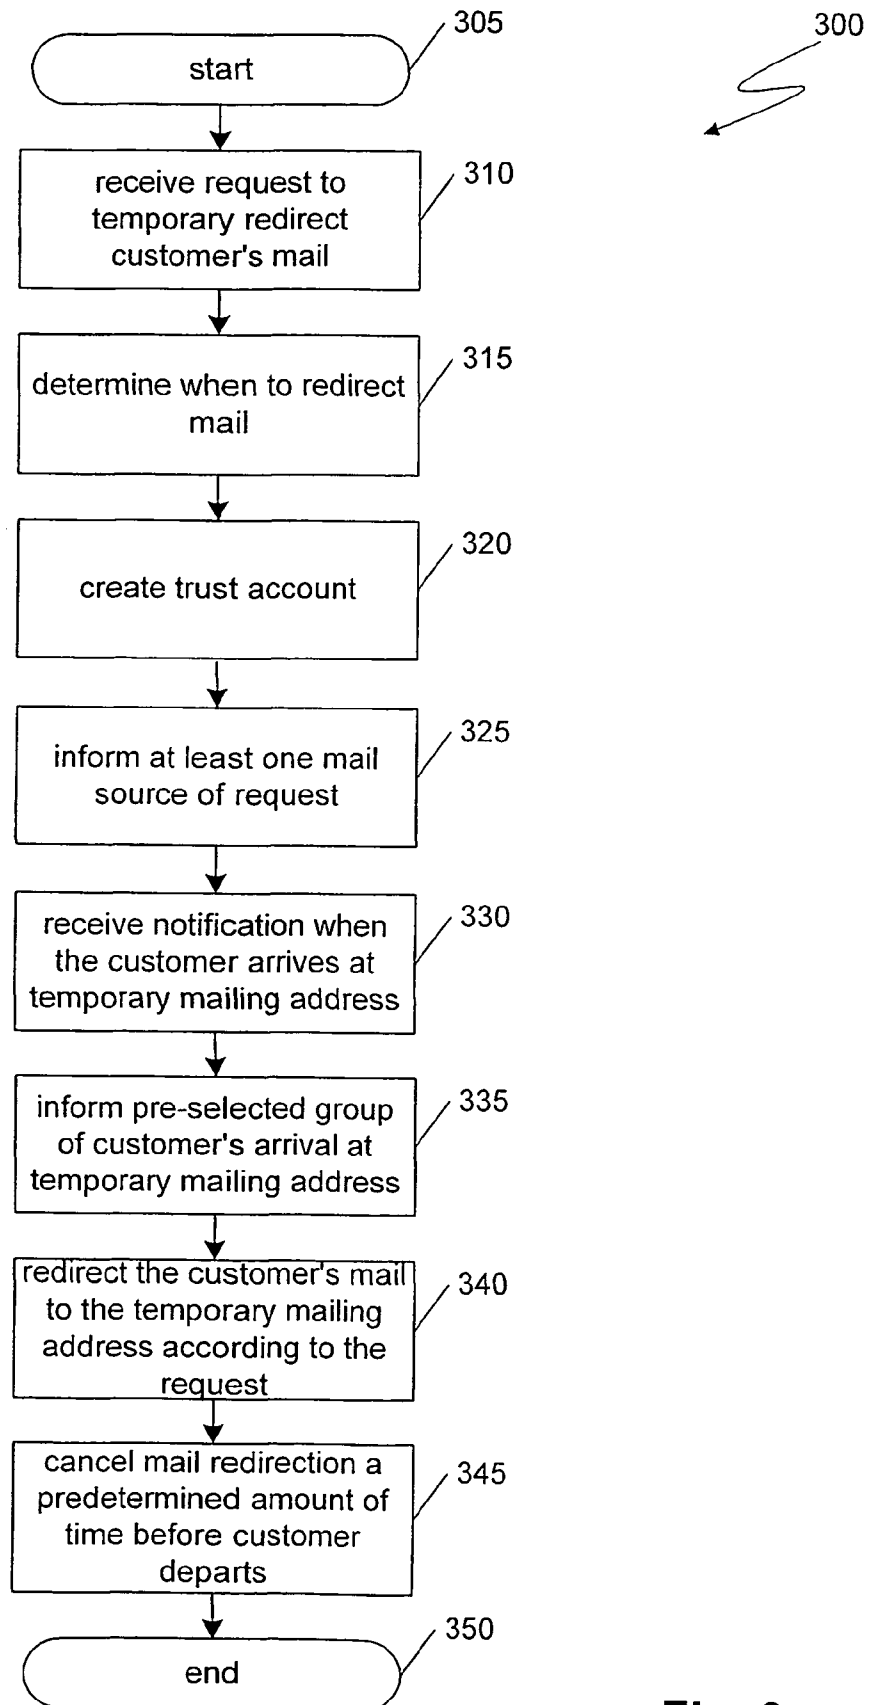 305
300
start
310
receive request to
temporary redirect
customer's mail
315
determine when to redirect
mail
320
create trust account
325
inform at least one mail
source of request
330
receive notification when
the customer arrives at
temporary mailing address
335
inform pre-selected group
of customer's arrival at
temporary mailing address
340
redirect the customer's mail
to the temporary mailing
address according to the
request
345
cancel mail redirection a
predetermined amount of
time before customer
departs
350
end